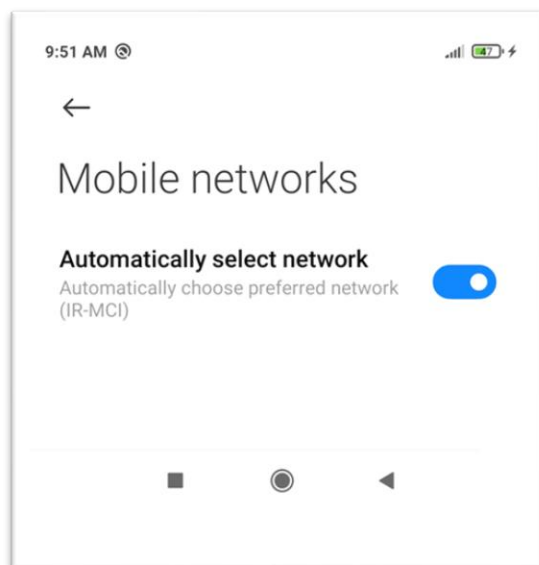 9:51 AM
47
Mobile networks
Automatically select network
Automatically choose preferred network
(IR-MCI)